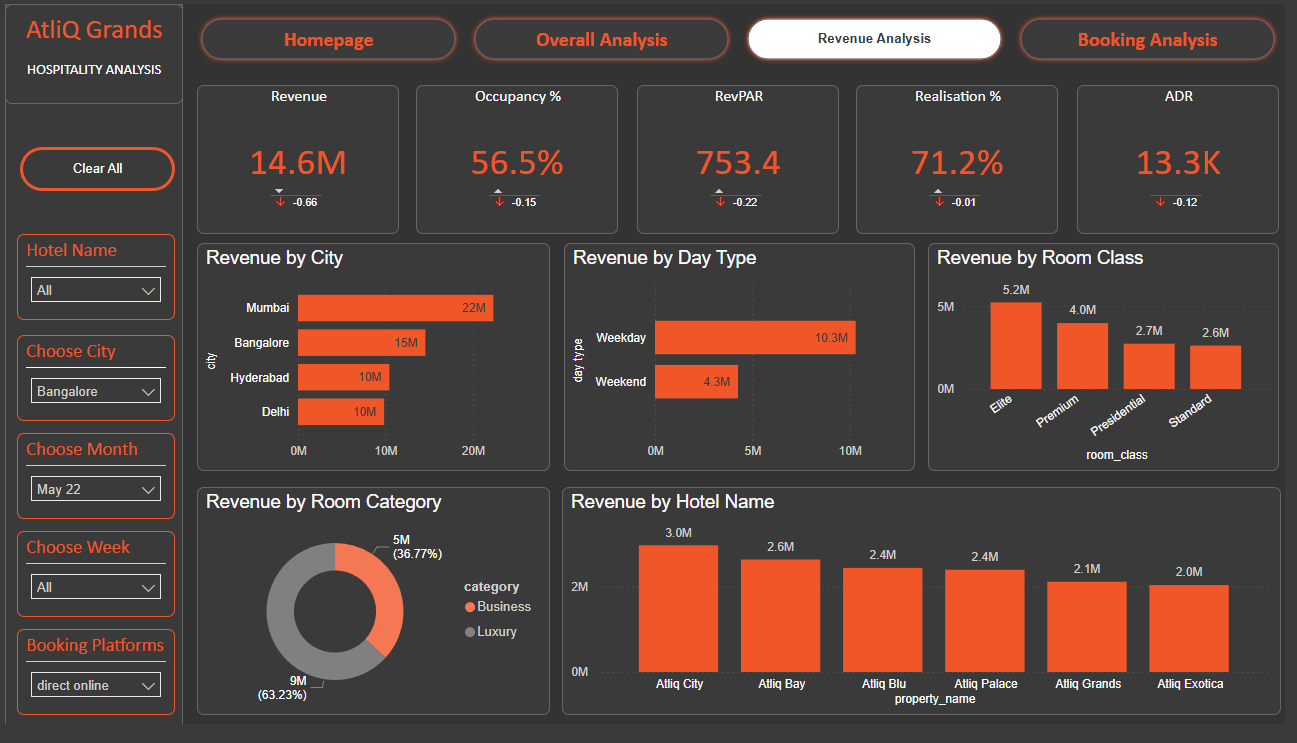 AtliQ Grands
HOSPITALITY ANALYSIS
Homepage
Overall Analysis
Revenue Analysis
Booking Analysis
Clear All
Hotel Name
All
Choose City
Bangalore
Choose Month
May 22
Choose Week
All
Booking Platforms
direct online
Revenue
14.6M
-0.66
Occupancy %
56.5%
-0.15
RevPAR
753.4
-0.22
Realisation %
71.2%
-0.01
ADR
13.3K
-0.12
Revenue by City
city
Mumbai
22M
Bangalore
15M
Hyderabad
10M
Delhi
10M
0M
10M
20M
Revenue by Day Type
day type
Weekday
10.3M
Weekend
4.3M
0M
5M
10M
Revenue by Room Class
5M
0M
5.2M
4.0M
2.7M
2.6M
Elite
Premium
Presidential
Standard
room_class
Revenue by Room Category
5M
(36.77%)
9M
(63.23%)
category
Business
Luxury
Revenue by Hotel Name
2M
0M
3.0M
2.6M
2.4M
2.4M
2.1M
2.0M
Atliq City
Atliq Bay
Atliq Blu
Atliq Palace
Atliq Grands
Atliq Exotica
property_name